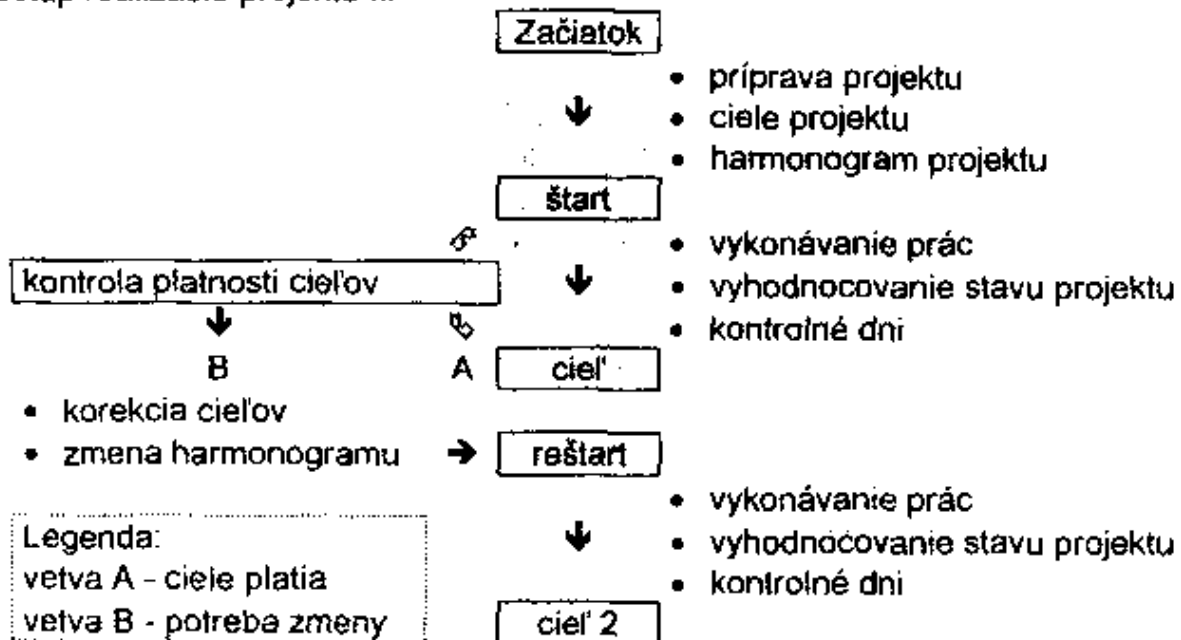 realizácie projektu
Začiatok
• príprava projektu
• ciele projektu
• harmonogram projektu
štart
• vykonávanie prác
• vyhodnocovanie stavu projektu
• kontrolné dni
kontrola platnosti cieľov
B
A
cieľ
• korekcia cieľov
• zmena harmonogramu
reštart
• vykonávanie prác
• vyhodnocovanie stavu projektu
• kontrolné dni
Legenda:
vetva A - ciele platia
vetva B - potreba zmeny
cieľ 2